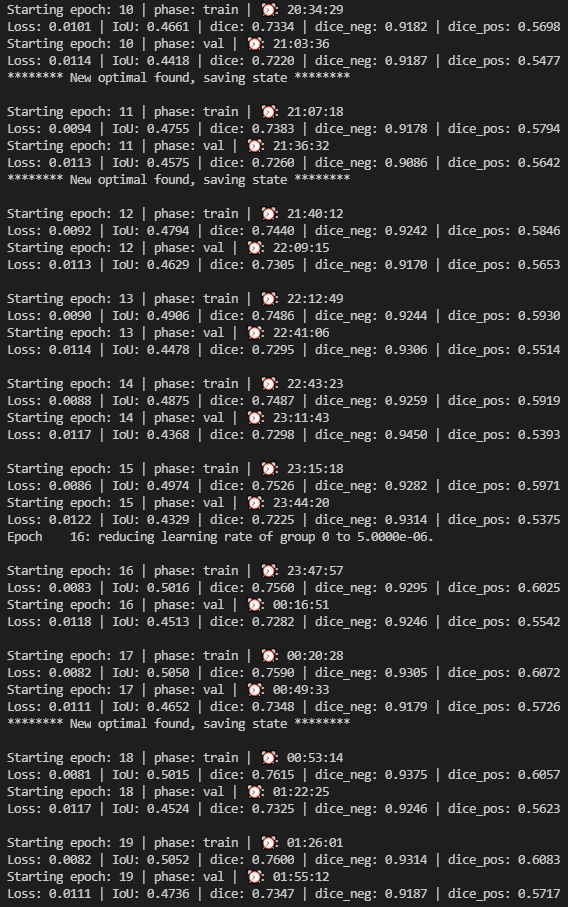 Starting epoch: 10 | phase: train | ⏰: 20:34:29
Loss: 0.0101 | IoU: 0.4661 | dice: 0.7334 | dice_neg: 0.9182 | dice_pos: 0.5698
Starting epoch: 10 | phase: val | ⏰: 21:03:36
Loss: 0.0114 | IoU: 0.4418 | dice: 0.7220 | dice_neg: 0.9187 | dice_pos: 0.5477
******** New optimal found, saving state ********
Starting epoch: 11 | phase: train | ⏰: 21:07:18
Loss: 0.0094 | IoU: 0.4755 | dice: 0.7383 | dice_neg: 0.9178 | dice_pos: 0.5794
Starting epoch: 11 | phase: val | ⏰: 21:36:32
Loss: 0.0113 | IoU: 0.4575 | dice: 0.7260 | dice_neg: 0.9086 | dice_pos: 0.5642
******** New optimal found, saving state ********
Starting epoch: 12 | phase: train | ⏰: 21:40:12
Loss: 0.0092 | IoU: 0.4794 | dice: 0.7440 | dice_neg: 0.9242 | dice_pos: 0.5846
Starting epoch: 12 | phase: val | ⏰: 22:09:15
Loss: 0.0113 | IoU: 0.4629 | dice: 0.7305 | dice_neg: 0.9170 | dice_pos: 0.5653
Starting epoch: 13 | phase: train | ⏰: 22:12:49
Loss: 0.0090 | IoU: 0.4906 | dice: 0.7486 | dice_neg: 0.9244 | dice_pos: 0.5930
Starting epoch: 13 | phase: val | ⏰: 22:41:06
Loss: 0.0114 | IoU: 0.4478 | dice: 0.7295 | dice_neg: 0.9306 | dice_pos: 0.5514
Starting epoch: 14 | phase: train | ⏰: 22:43:23
Loss: 0.0088 | IoU: 0.4875 | dice: 0.7487 | dice_neg: 0.9259 | dice_pos: 0.5919
Starting epoch: 14 | phase: val | ⏰: 23:11:43
Loss: 0.0117 | IoU: 0.4368 | dice: 0.7298 | dice_neg: 0.9450 | dice_pos: 0.5393
Starting epoch: 15 | phase: train | ⏰: 23:15:18
Loss: 0.0086 | IoU: 0.4974 | dice: 0.7526 | dice_neg: 0.9282 | dice_pos: 0.5971
Starting epoch: 15 | phase: val | ⏰: 23:44:20
Loss: 0.0122 | IoU: 0.4329 | dice: 0.7225 | dice_neg: 0.9314 | dice_pos: 0.5375
Epoch    16: reducing learning rate of group 0 to 5.0000e-06.
Starting epoch: 16 | phase: train | ⏰: 23:47:57
Loss: 0.0083 | IoU: 0.5016 | dice: 0.7560 | dice_neg: 0.9295 | dice_pos: 0.6025
Starting epoch: 16 | phase: val | ⏰: 00:16:51
Loss: 0.0118 | IoU: 0.4513 | dice: 0.7282 | dice_neg: 0.9246 | dice_pos: 0.5542
Starting epoch: 17 | phase: train | ⏰: 00:20:28
Loss: 0.0082 | IoU: 0.5050 | dice: 0.7590 | dice_neg: 0.9305 | dice_pos: 0.6072
Starting epoch: 17 | phase: val | ⏰: 00:49:33
Loss: 0.0111 | IoU: 0.4652 | dice: 0.7348 | dice_neg: 0.9179 | dice_pos: 0.5726
******** New optimal found, saving state ********
Starting epoch: 18 | phase: train | ⏰: 00:53:14
Loss: 0.0081 | IoU: 0.5015 | dice: 0.7615 | dice_neg: 0.9375 | dice_pos: 0.6057
Starting epoch: 18 | phase: val | ⏰: 01:22:25
Loss: 0.0117 | IoU: 0.4524 | dice: 0.7325 | dice_neg: 0.9246 | dice_pos: 0.5623
Starting epoch: 19 | phase: train | ⏰: 01:26:01
Loss: 0.0082 | IoU: 0.5052 | dice: 0.7600 | dice_neg: 0.9314 | dice_pos: 0.6083
Starting epoch: 19 | phase: val | ⏰: 01:55:12
Loss: 0.0111 | IoU: 0.4736 | dice: 0.7347 | dice_neg: 0.9187 | dice_pos: 0.5717